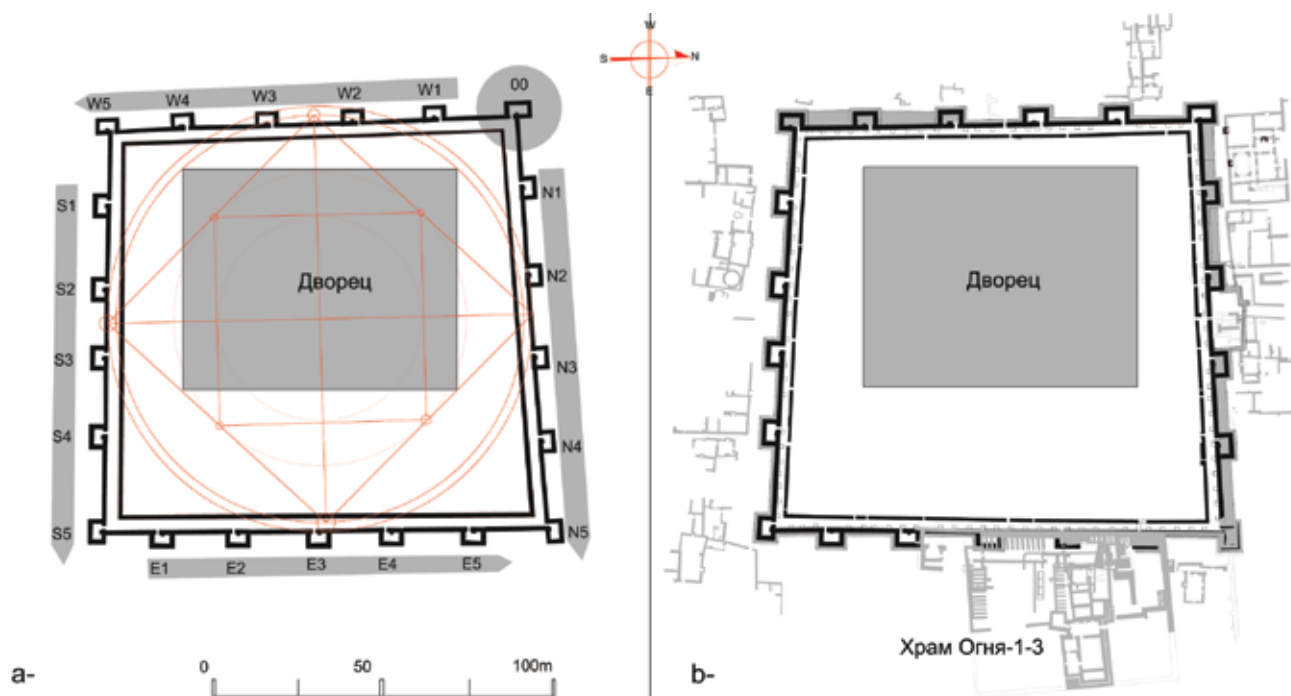 W
S N
E
00
W5 W4 W3 W2 W1
S1
S2
S3
S4
S5
N1
N2
N3
N4
N5
E1 E2 E3 E4 E5
Дворец
a-
0 50 100m
Дворец
Храм Огня-1-3
b-